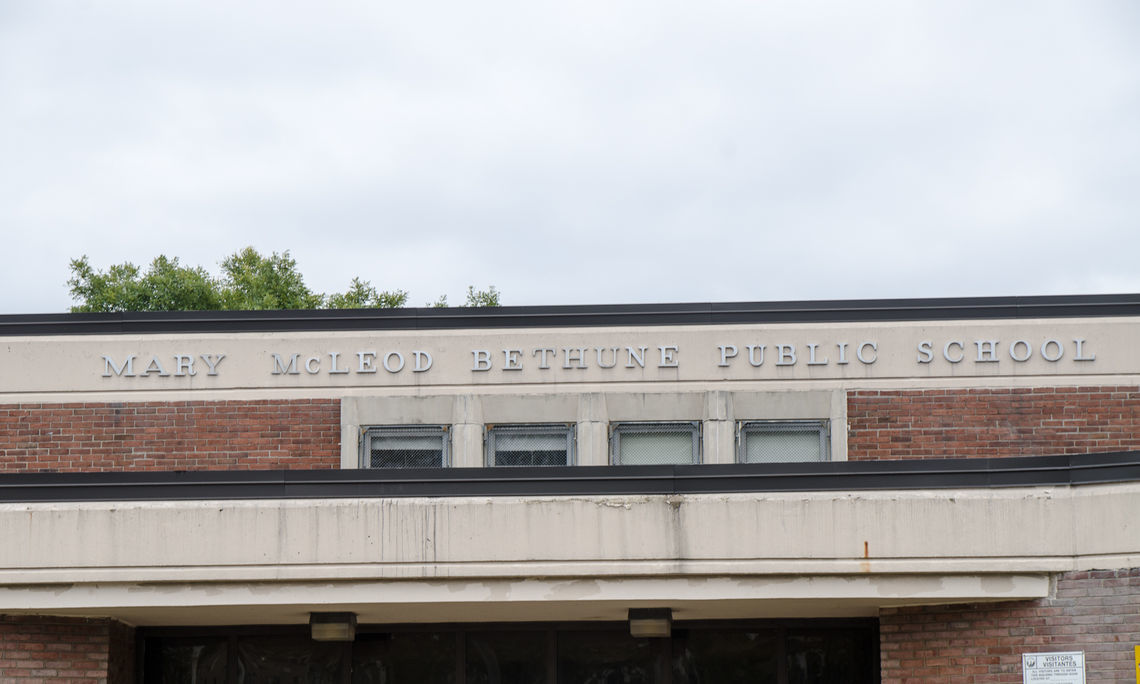 MARY McLEOD BETHUNE PUBLIC SCHOOL
VISITORS
VISITANTES